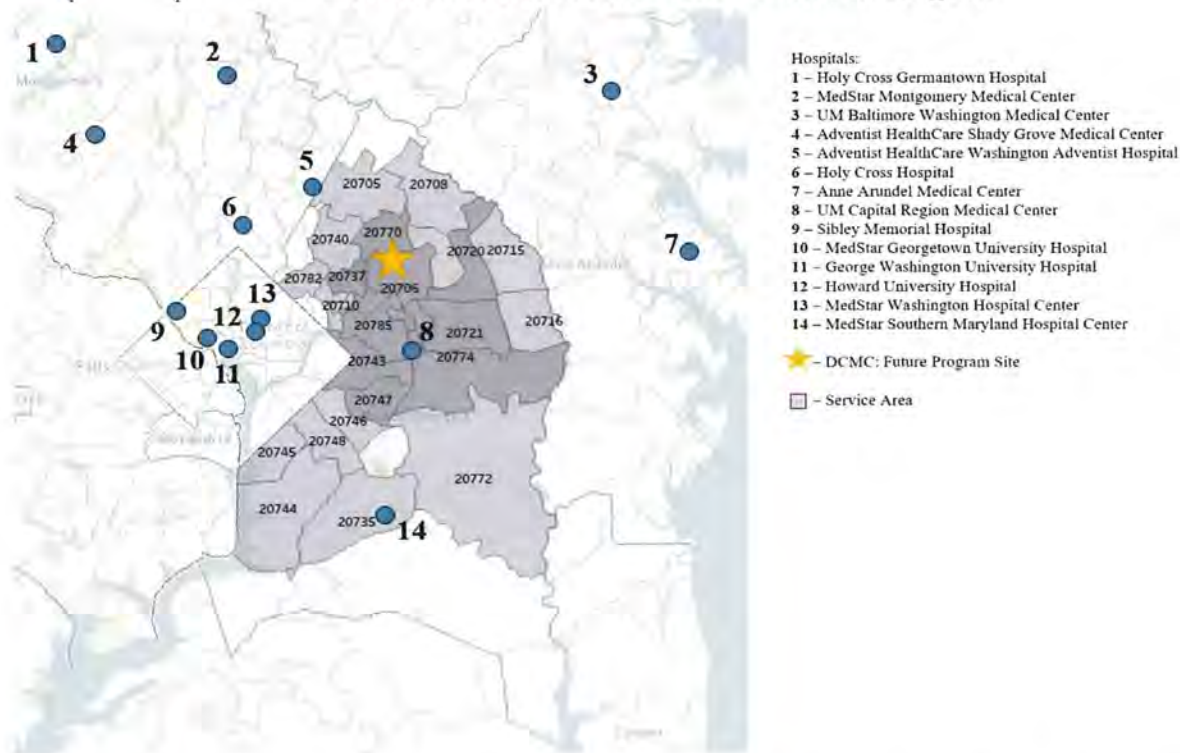 1
2
3
Hospitals:
1 – Holy Cross Germantown Hospital
2 – MedStar Montgomery Medical Center
3 – UM Baltimore Washington Medical Center
4 – Adventist HealthCare Shady Grove Medical Center
5 – Adventist HealthCare Washington Adventist Hospital
6 – Holy Cross Hospital
7 – Anne Arundel Medical Center
8 – UM Capital Region Medical Center
9 – Sibley Memorial Hospital
10 – MedStar Georgetown University Hospital
11 – George Washington University Hospital
12 – Howard University Hospital
13 – MedStar Washington Hospital Center
14 – MedStar Southern Maryland Hospital Center
– DCMC: Future Program Site
– Service Area
4
5
20705
20708
6
20740
20770
20720
20715
7
20782
20737
20706
13
20710
9
12
20785
20721
20716
10
11
8
20743
20774
20747
20746
20745
20748
20772
20744
20735
14
Falls